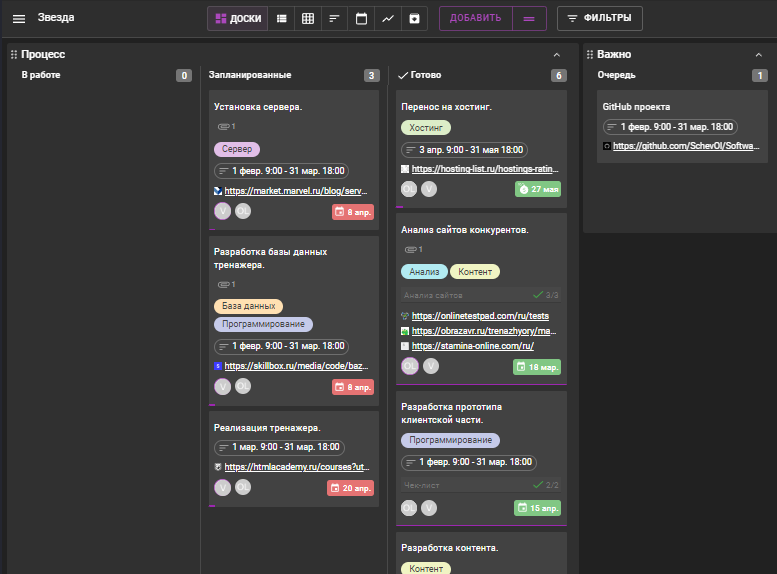 Звезда
ДОСКИ
ДОБАВИТЬ
ФИЛЬТРЫ
Процесс
В работе
0
Запланированные
3
Установка сервера.
1
Сервер
1 февр. 9:00 - 31 мар. 18:00
https://market.marvel.ru/blog/serv...
V
OL
8 апр.
Разработка базы данных
тренажера.
1
База данных
Программирование
1 февр. 9:00 - 31 мар. 18:00
https://skillbox.ru/media/code/baz...
V
OL
8 апр.
Реализация тренажера.
1 мар. 9:00 - 31 мар. 18:00
https://htmlacademy.ru/courses?ut...
V
OL
20 апр.
Готово
6
Перенос на хостинг.
Хостинг
3 апр. 9:00 - 31 мая 18:00
https://hosting-list.ru/hostings-ratin...
OL
V
27 мая
Анализ сайтов конкурентов.
1
Анализ
Контент
Анализ сайтов
3/3
https://onlinetestpad.com/ru/tests
https://obrazavr.ru/trenazhyory/ma...
https://stamina-online.com/ru/
OL
V
18 мар.
Разработка прототипа
клиентской части.
Программирование
1 февр. 9:00 - 31 мар. 18:00
Чек-лист
2/2
OL
V
15 апр.
Разработка контента.
Контент
Важно
Очередь
1
GitHub проекта
1 февр. 9:00 - 31 мар. 18:00
https://github.com/SchevOl/Softwa...